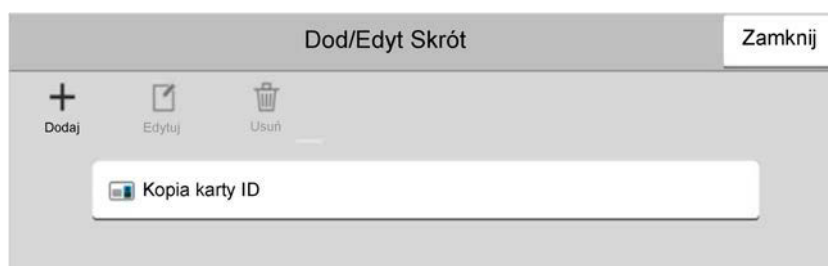 Dod/Edyt Skrót
Zamknij
Dodaj
Edytuj
Usuń
Kopia karty ID